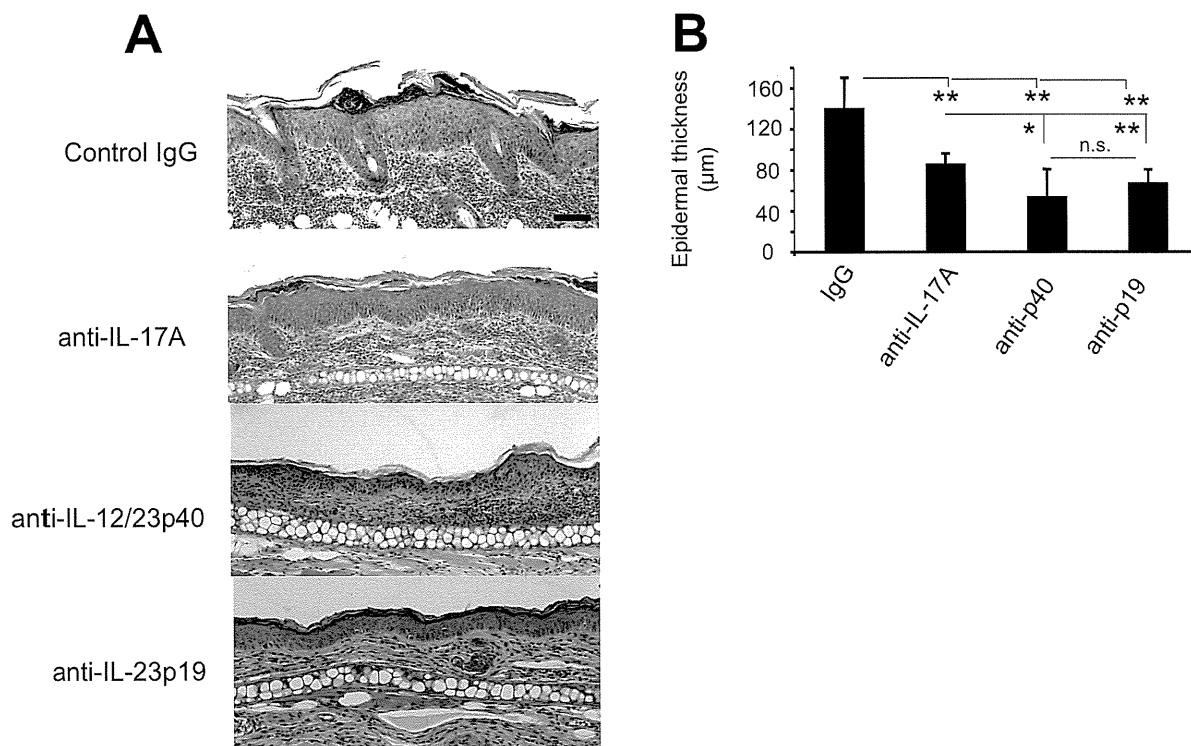 A
Control IgG
anti-IL-17A
anti-IL-12/23p40
anti-IL-23p19
B
Epidermal thickness
(µm)
160
120
80
40
0
** ** **
* **
n.s.
IgG
anti-IL-17A
anti-p40
anti-p19